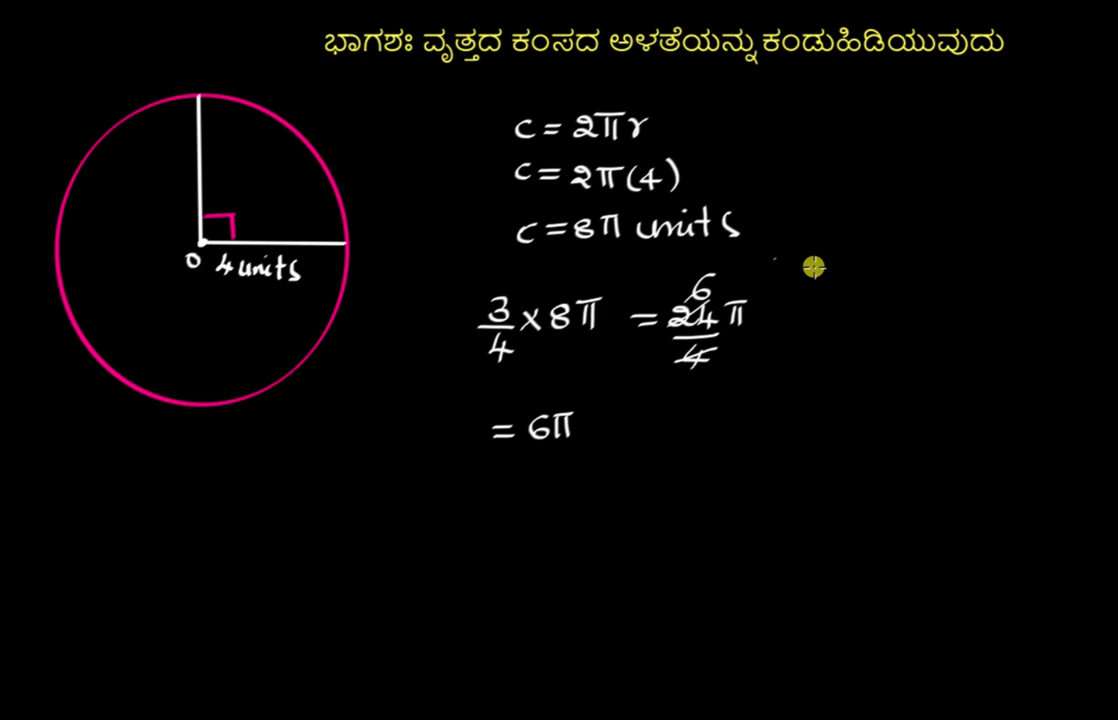 ಭಾಗಶಃ ವೃತ್ತದ ಕಂಸದ ಅಳತೆಯನ್ನು ಕಂಡುಹಿಡಿಯುವುದು
c = 2πr
c = 2π(4)
c = 8π units
O 4 units
6
3/4 × 8π = 24/4 π
= 6π